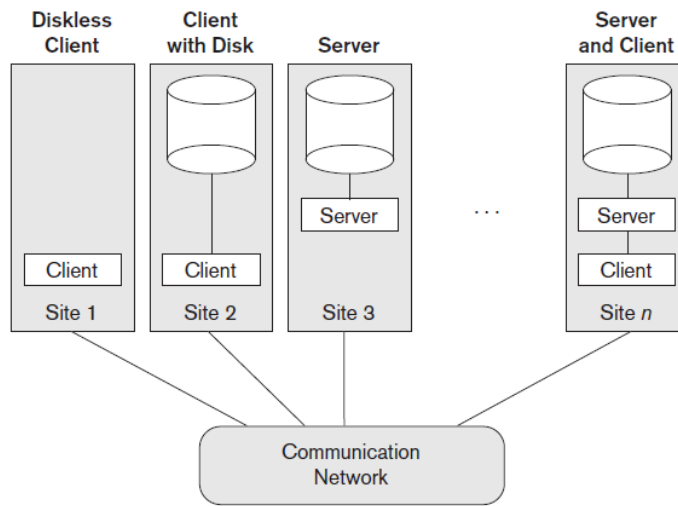 Diskless
Client
Client
with Disk
Server
Server
and Client
Client
Site 1
Client
Site 2
Server
Site 3
...
Server
Client
Site n
Communication
Network